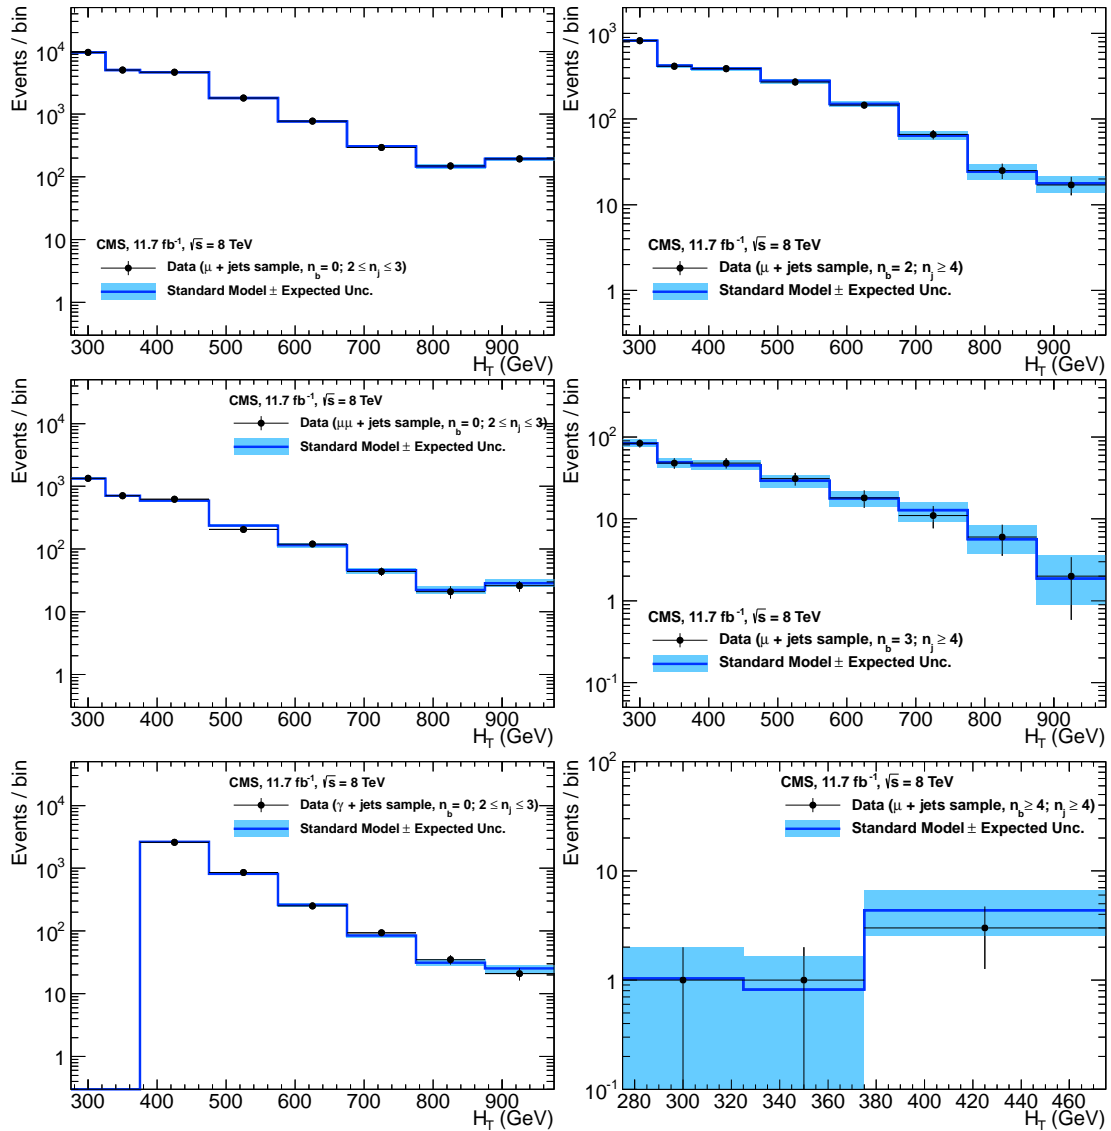 Events / bin
10⁴
10³
10²
10
1
CMS, 11.7 fb⁻¹, √s = 8 TeV
Data (μ + jets sample, n_b = 0; 2 ≤ n_j ≤ 3)
Standard Model ± Expected Unc.
300 400 500 600 700 800 900
H_T (GeV)
Events / bin
10³
10²
10
1
CMS, 11.7 fb⁻¹, √s = 8 TeV
Data (μ + jets sample, n_b = 2; n_j ≥ 4)
Standard Model ± Expected Unc.
300 400 500 600 700 800 900
H_T (GeV)
Events / bin
10⁴
10³
10²
10
1
CMS, 11.7 fb⁻¹, √s = 8 TeV
Data (μμ + jets sample, n_b = 0; 2 ≤ n_j ≤ 3)
Standard Model ± Expected Unc.
300 400 500 600 700 800 900
H_T (GeV)
Events / bin
10²
10
1
10⁻¹
CMS, 11.7 fb⁻¹, √s = 8 TeV
Data (μ + jets sample, n_b = 3; n_j ≥ 4)
Standard Model ± Expected Unc.
300 400 500 600 700 800 900
H_T (GeV)
Events / bin
10⁴
10³
10²
10
1
CMS, 11.7 fb⁻¹, √s = 8 TeV
Data (γ + jets sample, n_b = 0; 2 ≤ n_j ≤ 3)
Standard Model ± Expected Unc.
300 400 500 600 700 800 900
H_T (GeV)
Events / bin
10²
10
1
10⁻¹
CMS, 11.7 fb⁻¹, √s = 8 TeV
Data (μ + jets sample, n_b ≥ 4; n_j ≥ 4)
Standard Model ± Expected Unc.
280 300 320 340 360 380 400 420 440 460
H_T (GeV)